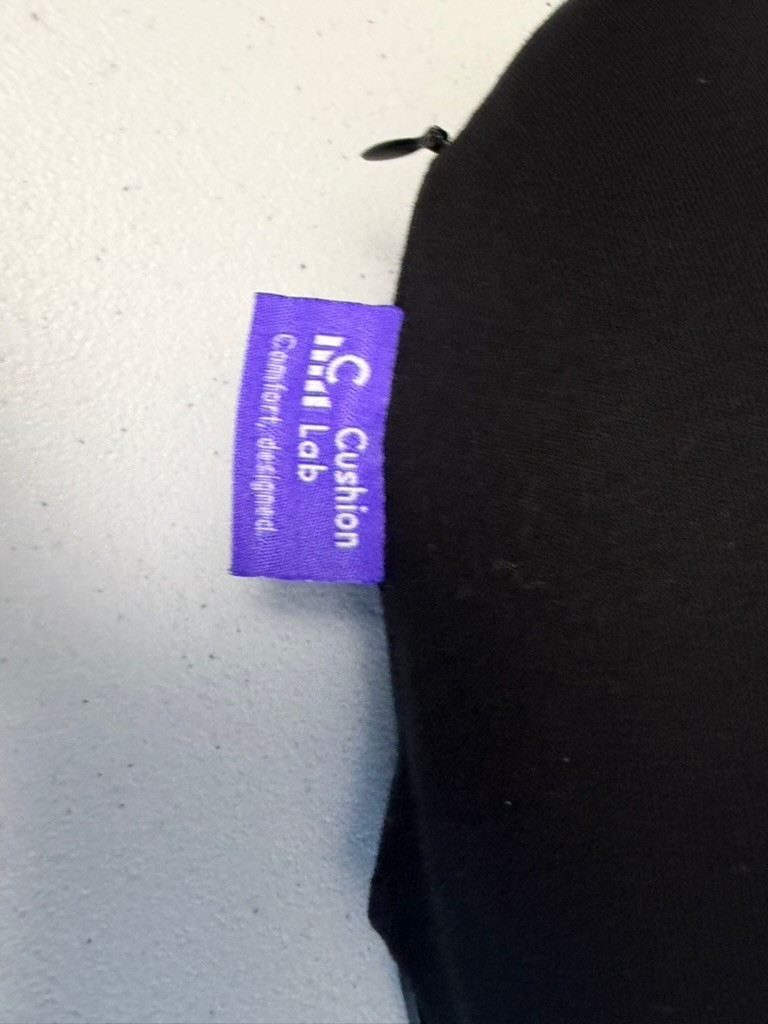 Cushion
Lab
Comfort, designed.